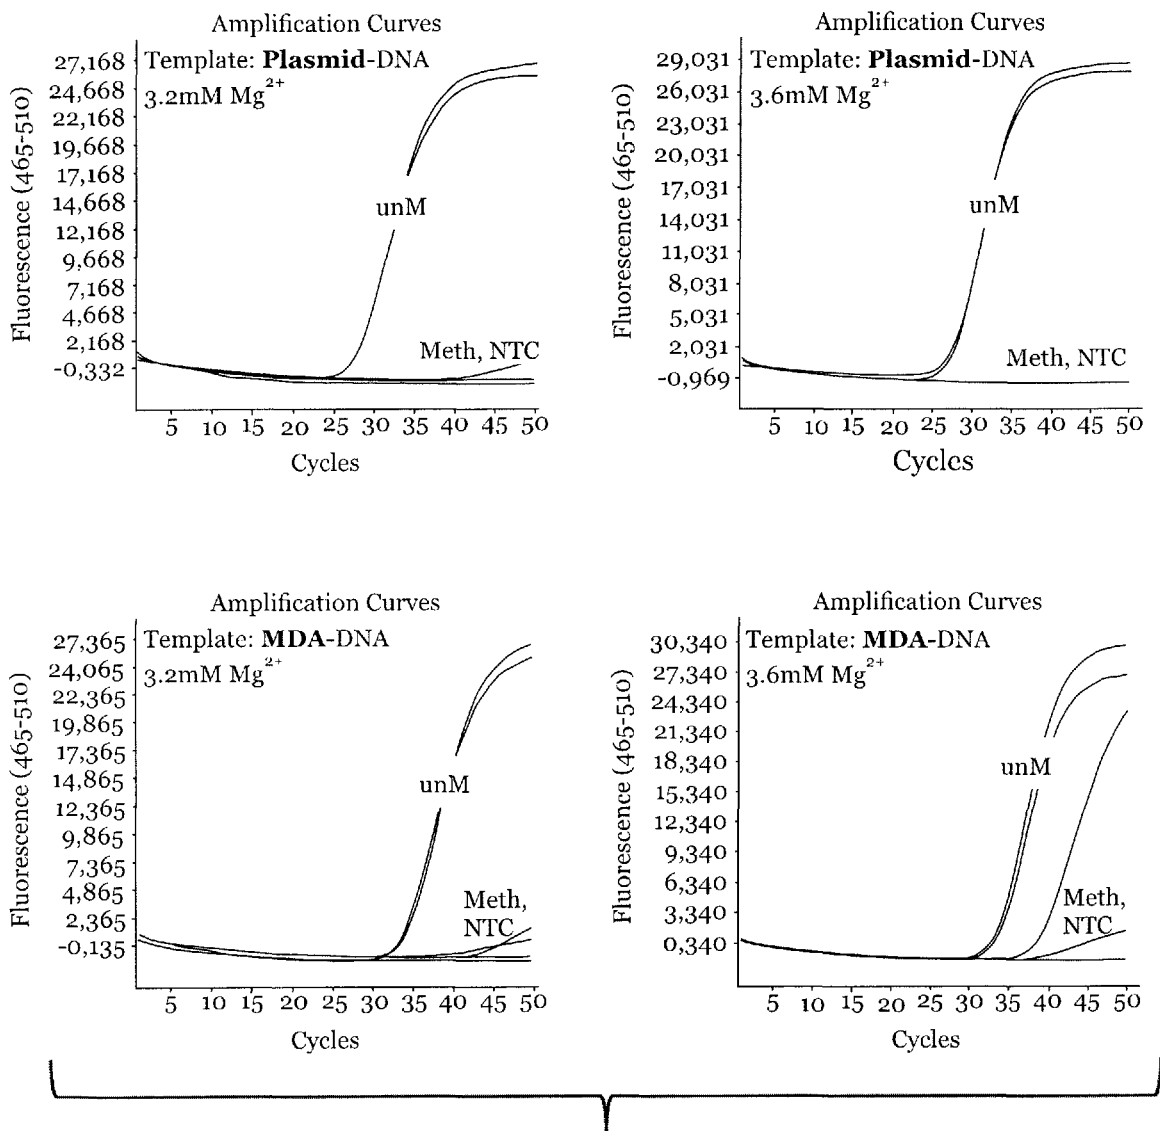 Amplification Curves
Template: Plasmid-DNA
3.2mM Mg2+
Fluorescence (465-510)
27,168
24,668
22,168
19,668
17,168
14,668
12,168
9,668
7,168
4,668
2,168
-0,332
unM
Meth, NTC
5 10 15 20 25 30 35 40 45 50
Cycles
Amplification Curves
Template: Plasmid-DNA
3.6mM Mg2+
Fluorescence (465-510)
29,031
26,031
23,031
20,031
17,031
14,031
11,031
8,031
5,031
2,031
-0,969
unM
Meth, NTC
5 10 15 20 25 30 35 40 45 50
Cycles
Amplification Curves
Template: MDA-DNA
3.2mM Mg2+
Fluorescence (465-510)
27,365
24,065
22,365
19,865
17,365
14,865
12,365
9,865
7,365
4,865
2,365
-0,135
unM
Meth,
NTC
5 10 15 20 25 30 35 40 45 50
Cycles
Amplification Curves
Template: MDA-DNA
3.6mM Mg2+
Fluorescence (465-510)
30,340
27,340
24,340
21,340
18,340
15,340
12,340
9,340
6,340
3,340
0,340
unM
Meth,
NTC
5 10 15 20 25 30 35 40 45 50
Cycles